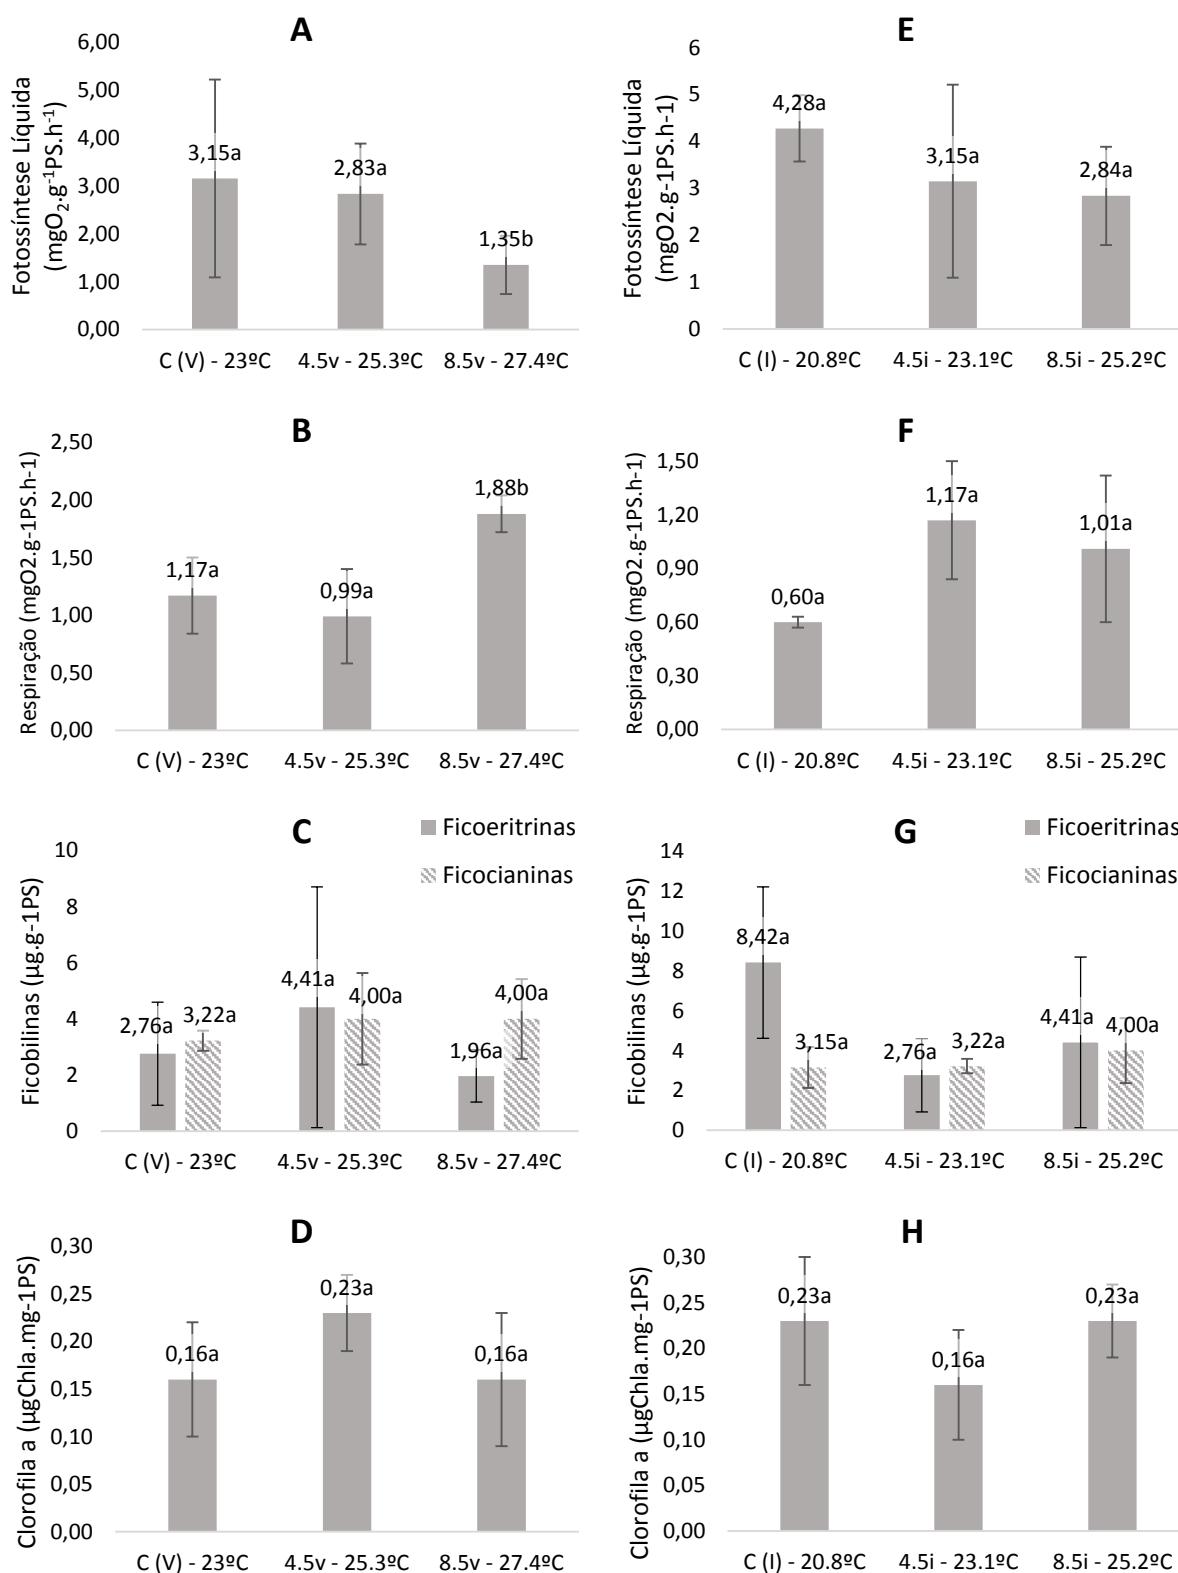 A
Fotossíntese Líquida
(mgO₂.g⁻¹PS.h⁻¹)
6,00
5,00
4,00
3,00
2,00
1,00
0,00
3,15a
2,83a
1,35b
C (V) - 23ºC
4.5v - 25.3ºC
8.5v - 27.4ºC
E
Fotossíntese Líquida
(mgO2.g-1PS.h-1)
6
5
4
3
2
1
0
4,28a
3,15a
2,84a
C (I) - 20.8ºC
4.5i - 23.1ºC
8.5i - 25.2ºC
B
Respiração (mgO2.g-1PS.h-1)
2,50
2,00
1,50
1,00
0,50
0,00
1,17a
0,99a
1,88b
C (V) - 23ºC
4.5v - 25.3ºC
8.5v - 27.4ºC
F
Respiração (mgO2.g-1PS.h-1)
1,50
1,20
0,90
0,60
0,30
0,00
0,60a
1,17a
1,01a
C (I) - 20.8ºC
4.5i - 23.1ºC
8.5i - 25.2ºC
C
Ficoeritrinas
Ficocianinas
Ficobilinas (µg.g-1PS)
10
8
6
4
2
0
2,76a
3,22a
4,41a
4,00a
1,96a
4,00a
C (V) - 23ºC
4.5v - 25.3ºC
8.5v - 27.4ºC
G
Ficoeritrinas
Ficocianinas
Ficobilinas (µg.g-1PS)
14
12
10
8
6
4
2
0
8,42a
3,15a
2,76a
3,22a
4,41a
4,00a
C (I) - 20.8ºC
4.5i - 23.1ºC
8.5i - 25.2ºC
D
Clorofila a (µgChla.mg-1PS)
0,30
0,25
0,20
0,15
0,10
0,05
0,00
0,16a
0,23a
0,16a
C (V) - 23ºC
4.5v - 25.3ºC
8.5v - 27.4ºC
H
Clorofila a (µgChla.mg-1PS)
0,30
0,25
0,20
0,15
0,10
0,05
0,00
0,23a
0,16a
0,23a
C (I) - 20.8ºC
4.5i - 23.1ºC
8.5i - 25.2ºC